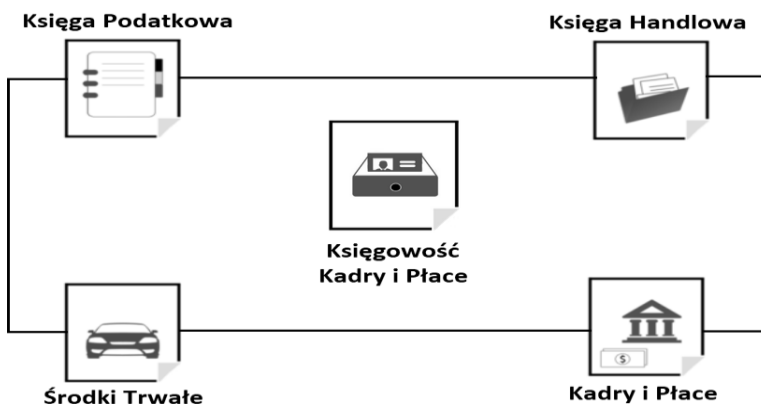 Księga Podatkowa
Księga Handlowa
Księgowość
Kadry i Płace
Środki Trwałe
Kadry i Płace
$